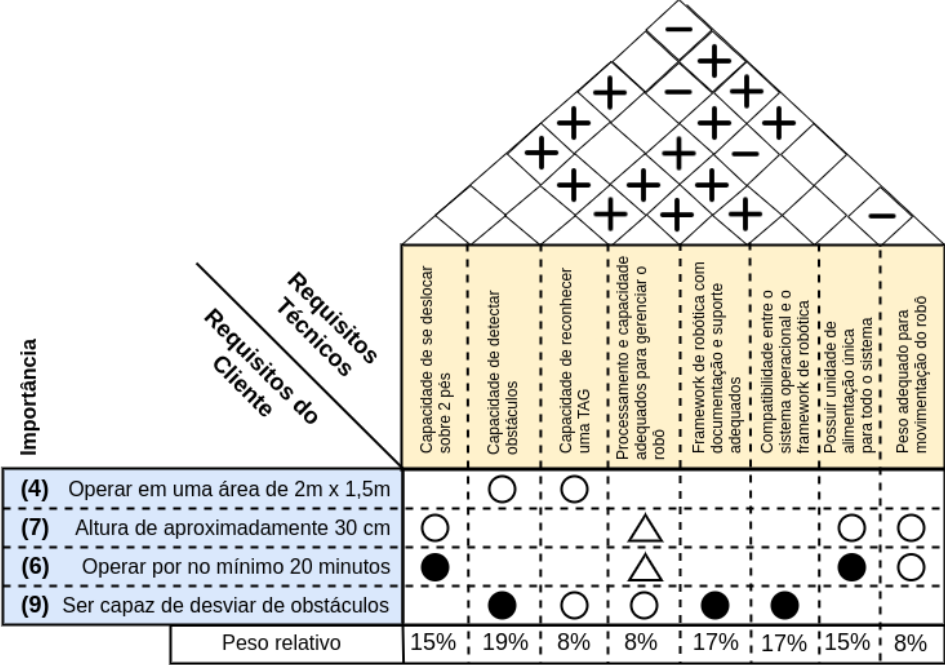 Importância
Requisitos
Técnicos
Requisitos do
Cliente
Capacidade de se deslocar
sobre 2 pés
Capacidade de detectar
obstáculos
Capacidade de reconhecer
uma TAG
Processamento e capacidade
adequados para gerenciar o
robô
Framework de robótica com
documentação e suporte
adequados
Compatibilidade entre o
sistema operacional e o
framework de robótica
Possuir unidade de
alimentação única
para todo o sistema
Peso adequado para
movimentação do robô
(4) Operar em uma área de 2m x 1,5m
(7) Altura de aproximadamente 30 cm
(6) Operar por no mínimo 20 minutos
(9) Ser capaz de desviar de obstáculos
Peso relativo 15% 19% 8% 8% 17% 17% 15% 8%